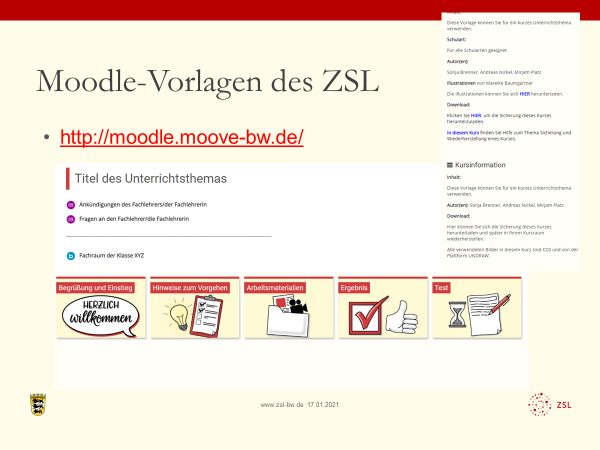 Moodle-Vorlagen des ZSL
• http://moodle.moove-bw.de/
Diese Vorlage können Sie für ein kurzes Unterrichtsthema
verwenden.
Schulart:
Für alle Schularten geeignet
Autor(en):
Sonja Brenner, Andreas Nickel, Mirjam Platz
Illustrationen von Mareike Baumgärtner
Die Illustrationen können Sie sich HIER herunterladen.
Download:
Klicken Sie HIER, um die Sicherung dieses Kurses
herunterzuladen.
In diesem Kurs finden Sie Hilfe zum Thema Sicherung und
Wiederherstellung eines Kurses.
Kursinformation
Inhalt:
Diese Vorlage können Sie für ein kurzes Unterrichtsthema
verwenden.
Autor(en): Sonja Brenner, Andreas Nickel, Mirjam Platz
Download:
Hier können Sie sich die Sicherung dieses Kurses
herunterladen und später in Ihrem Kursraum
wiederherstellen.
Alle verwendeten Bilder in diesem Kurs sind CC0 und von der
Plattform UNDRAW.
Titel des Unterrichtsthemas
Ankündigungen des Fachlehrers/der Fachlehrerin
Fragen an den Fachlehrer/die Fachlehrerin
Fachraum der Klasse XYZ
Begrüßung und Einstieg
Hinweise zum Vorgehen
Arbeitsmaterialien
Ergebnis
Test
HERZLICH
willkommen
www.zsl-bw.de 17.01 2021
ZSL